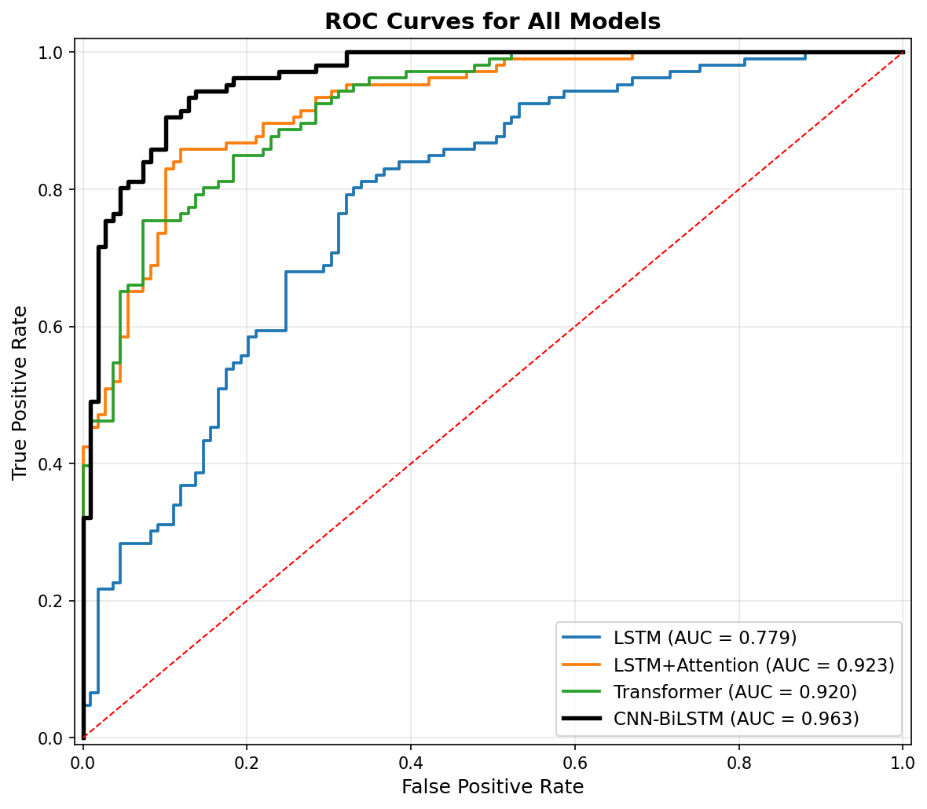 ROC Curves for All Models
True Positive Rate
1.0
0.8
0.6
0.4
0.2
0.0
0.0 0.2 0.4 0.6 0.8 1.0
False Positive Rate
LSTM (AUC = 0.779)
LSTM+Attention (AUC = 0.923)
Transformer (AUC = 0.920)
CNN-BiLSTM (AUC = 0.963)